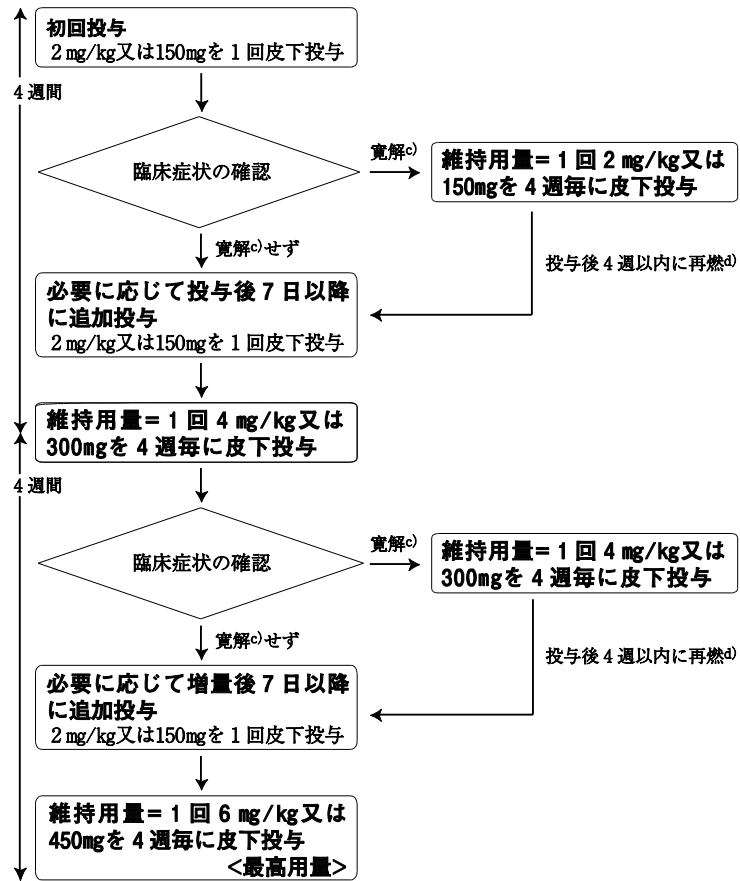 初回投与
2 mg/kg又は150mgを1回皮下投与
4週間
臨床症状の確認
寛解c)
維持用量=1回2 mg/kg又は
150mgを4週毎に皮下投与
寛解c)せず
投与後4週以内に再燃d)
必要に応じて投与後7日以降
に追加投与
2 mg/kg又は150mgを1回皮下投与
維持用量=1回4 mg/kg又は
300mgを4週毎に皮下投与
4週間
臨床症状の確認
寛解c)
維持用量=1回4 mg/kg又は
300mgを4週毎に皮下投与
寛解c)せず
投与後4週以内に再燃d)
必要に応じて増量後7日以降
に追加投与
2 mg/kg又は150mgを1回皮下投与
維持用量=1回6 mg/kg又は
450mgを4週毎に皮下投与
<最高用量>